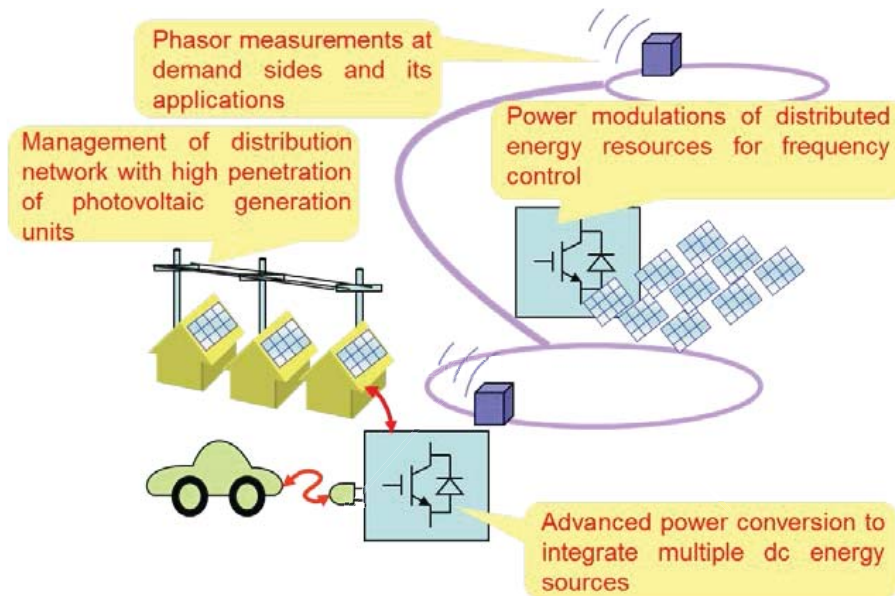 Phasor measurements at
demand sides and its
applications
Management of distribution
network with high penetration
of photovoltaic generation
units
Power modulations of distributed
energy resources for frequency
control
Advanced power conversion to
integrate multiple dc energy
sources